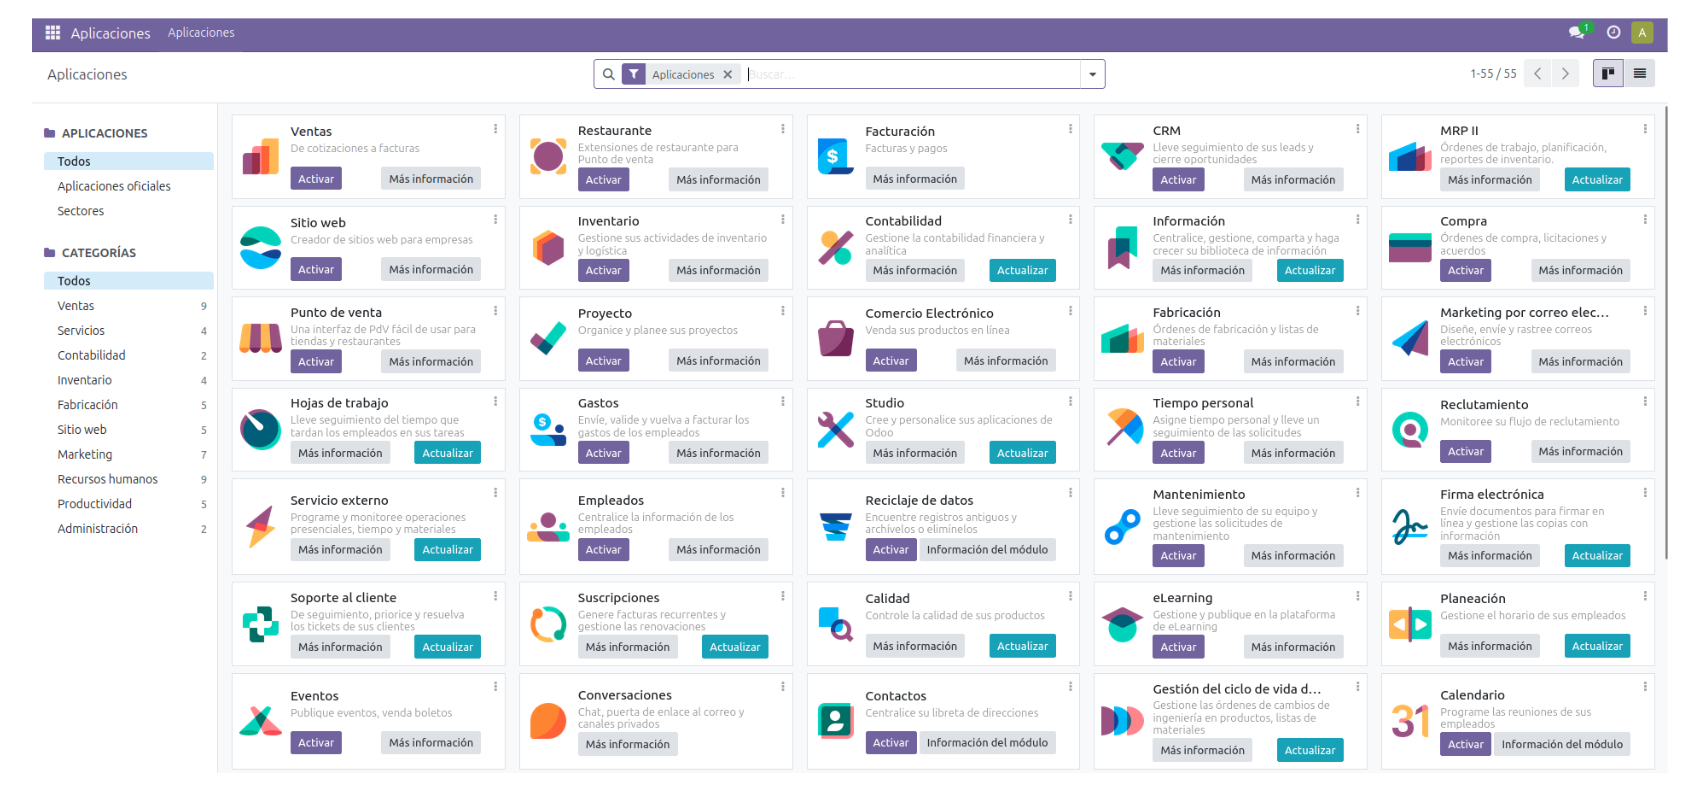 Aplicaciones Aplicaciones 1 A
Aplicaciones Aplicaciones Buscar... 1-55 / 55
APLICACIONES
Todos
Aplicaciones oficiales
Sectores
CATEGORÍAS
Todos
Ventas 9
Servicios 4
Contabilidad 2
Inventario 4
Fabricación 5
Sitio web 5
Marketing 7
Recursos humanos 9
Productividad 5
Administración 2
Ventas
De cotizaciones a facturas
Activar Más información
Restaurante
Extensiones de restaurante para
Punto de venta
Activar Más información
Facturación
Facturas y pagos
Más información
CRM
Lleve seguimiento de sus leads y
cierre oportunidades
Activar Más información
MRP II
Órdenes de trabajo, planificación,
reportes de inventario.
Más información Actualizar
Sitio web
Creador de sitios web para empresas
Activar Más información
Inventario
Gestione sus actividades de inventario
y logística
Activar Más información
Contabilidad
Gestione la contabilidad financiera y
analítica
Más información Actualizar
Información
Centralice, gestione, comparta y haga
crecer su biblioteca de información
Más información Actualizar
Compra
Órdenes de compra, licitaciones y
acuerdos
Activar Más información
Punto de venta
Una interfaz de PdV fácil de usar para
tiendas y restaurantes
Activar Más información
Proyecto
Organice y planee sus proyectos
Activar Más información
Comercio Electrónico
Venda sus productos en línea
Activar Más información
Fabricación
Órdenes de fabricación y listas de
materiales
Activar Más información
Marketing por correo elec...
Diseñe, envíe y rastree correos
electrónicos
Activar Más información
Hojas de trabajo
Lleve seguimiento del tiempo que
tardan los empleados en sus tareas
Más información Actualizar
Gastos
Envíe, valide y vuelva a facturar los
gastos de los empleados
Activar Más información
Studio
Cree y personalice sus aplicaciones de
Odoo
Más información Actualizar
Tiempo personal
Asigne tiempo personal y lleve un
seguimiento de las solicitudes
Activar Más información
Reclutamiento
Monitoree su flujo de reclutamiento
Activar Más información
Servicio externo
Programe y monitoree operaciones
presenciales, tiempo y materiales
Más información Actualizar
Empleados
Centralice la información de los
empleados
Activar Más información
Reciclaje de datos
Encuentre registros antiguos y
archívelos o elimínelos
Activar Información del módulo
Mantenimiento
Lleve seguimiento de su equipo y
gestione las solicitudes de
mantenimiento
Activar Más información
Firma electrónica
Envíe documentos para firmar en
línea y gestione las copias con
información
Más información Actualizar
Soporte al cliente
De seguimiento, priorice y resuelva
los tickets de sus clientes
Más información Actualizar
Suscripciones
Genere facturas recurrentes y
gestione las renovaciones
Más información Actualizar
Calidad
Controle la calidad de sus productos
Más información Actualizar
eLearning
Gestione y publique en la plataforma
de eLearning
Activar Más información
Planeación
Gestione el horario de sus empleados
Más información Actualizar
Eventos
Publique eventos, venda boletos
Activar Más información
Conversaciones
Chat, puerta de enlace al correo y
canales privados
Más información
Contactos
Centralice su libreta de direcciones
Activar Información del módulo
Gestión del ciclo de vida d...
Gestione las órdenes de cambios de
ingeniería en productos, listas de
materiales
Más información Actualizar
31
Calendario
Programe las reuniones de sus
empleados
Activar Información del módulo